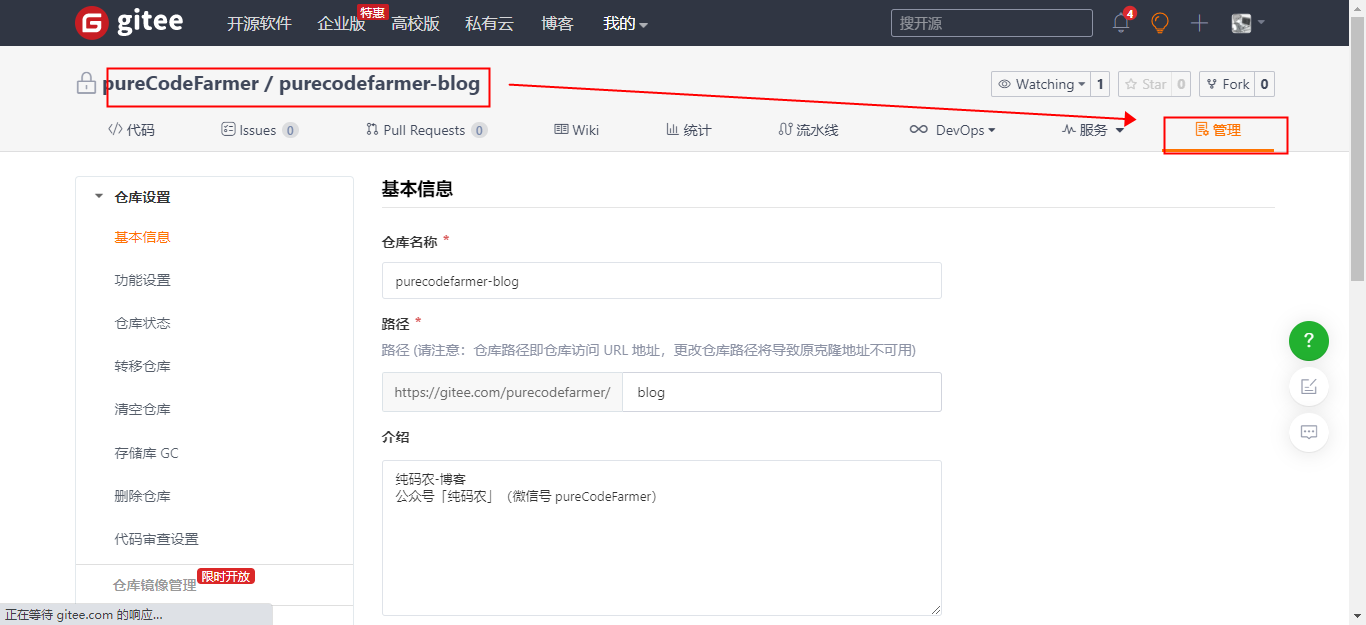 gitee
开源软件 企业版 特惠 高校版 私有云 博客 我的 搜开源 4
pureCodeFarmer / purecodefarmer-blog Watching 1 Star 0 Fork 0
代码 Issues 0 Pull Requests 0 Wiki 统计 流水线 DevOps 服务 管理
仓库设置
基本信息
功能设置
仓库状态
转移仓库
清空仓库
存储库 GC
删除仓库
代码审查设置
仓库镜像管理 限时开放
基本信息
仓库名称 *
purecodefarmer-blog
路径 *
路径 (请注意：仓库路径即仓库访问 URL 地址，更改仓库路径将导致原克隆地址不可用)
https://gitee.com/purecodefarmer/ blog
介绍
纯码农-博客
公众号「纯码农」（微信号 pureCodeFarmer）
?
正在等待 gitee.com 的响应...